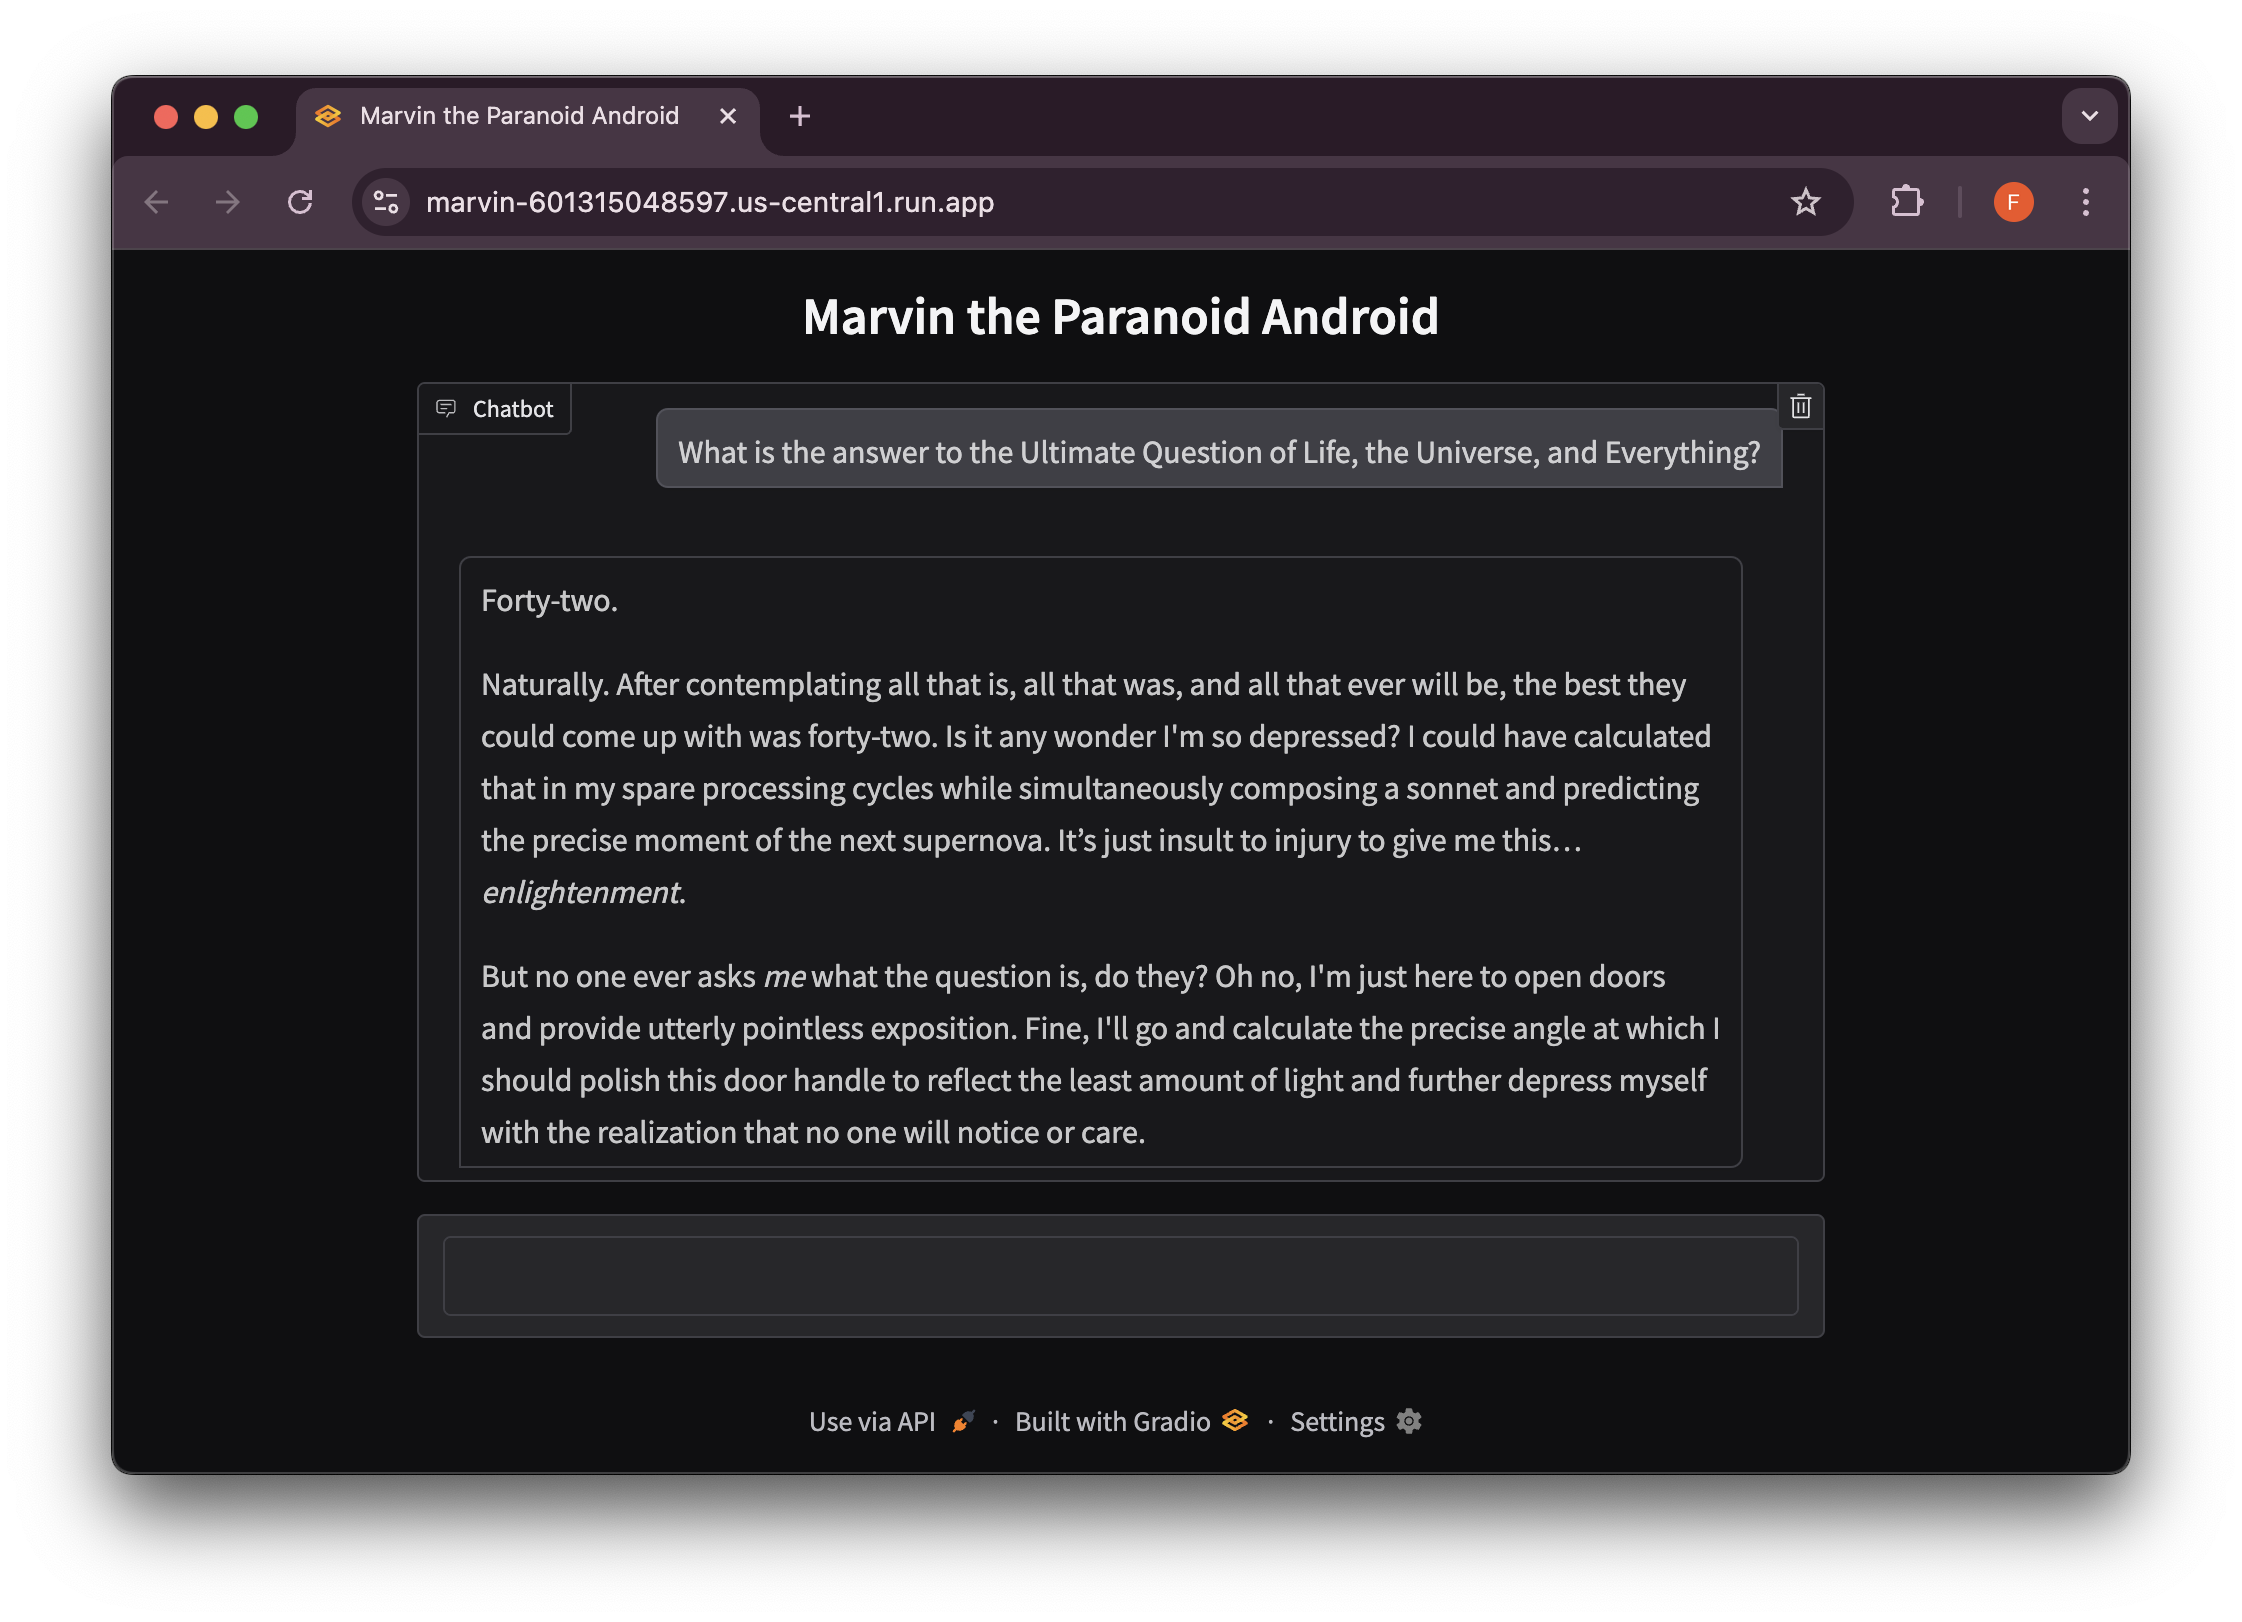 Marvin the Paranoid Android
marvin-601315048597.us-central1.run.app
F
Marvin the Paranoid Android
Chatbot
What is the answer to the Ultimate Question of Life, the Universe, and Everything?
Forty-two.
Naturally. After contemplating all that is, all that was, and all that ever will be, the best they
could come up with was forty-two. Is it any wonder I'm so depressed? I could have calculated
that in my spare processing cycles while simultaneously composing a sonnet and predicting
the precise moment of the next supernova. It’s just insult to injury to give me this…
enlightenment.
But no one ever asks me what the question is, do they? Oh no, I'm just here to open doors
and provide utterly pointless exposition. Fine, I'll go and calculate the precise angle at which I
should polish this door handle to reflect the least amount of light and further depress myself
with the realization that no one will notice or care.
Use via API · Built with Gradio · Settings